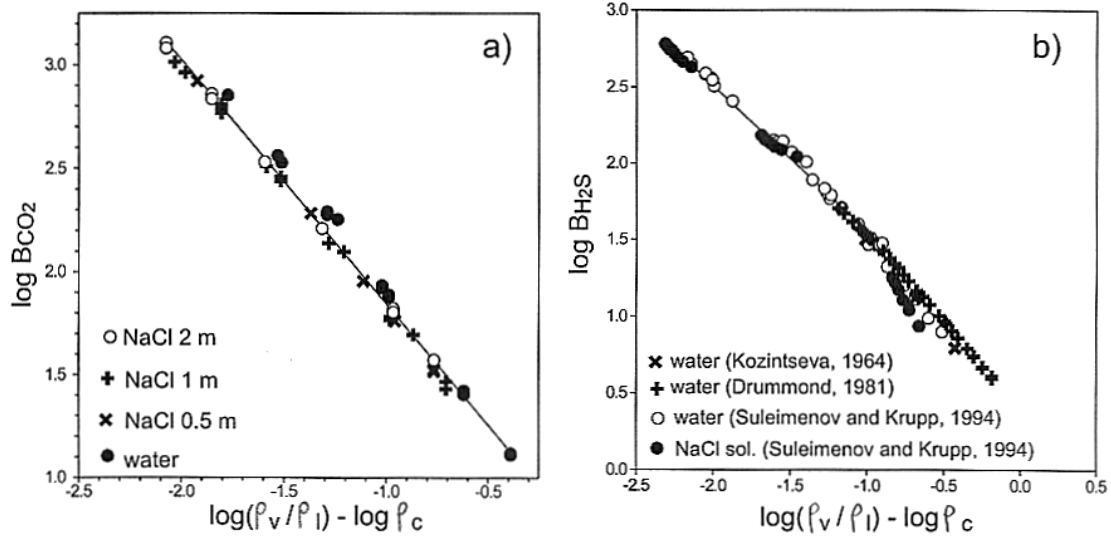 a)
log BCO2
3.0
2.5
2.0
1.5
1.0
○ NaCl 2 m
+ NaCl 1 m
× NaCl 0.5 m
● water
-2.5 -2.0 -1.5 -1.0 -0.5
log(ρv/ρl) - log ρc
b)
log BH2S
3.0
2.5
2.0
1.5
1.0
0.5
0.0
× water (Kozintseva, 1964)
+ water (Drummond, 1981)
○ water (Suleimenov and Krupp, 1994)
● NaCl sol. (Suleimenov and Krupp, 1994)
-2.5 -2.0 -1.5 -1.0 -0.5 0.0 0.5
log(ρv/ρl) - log ρc